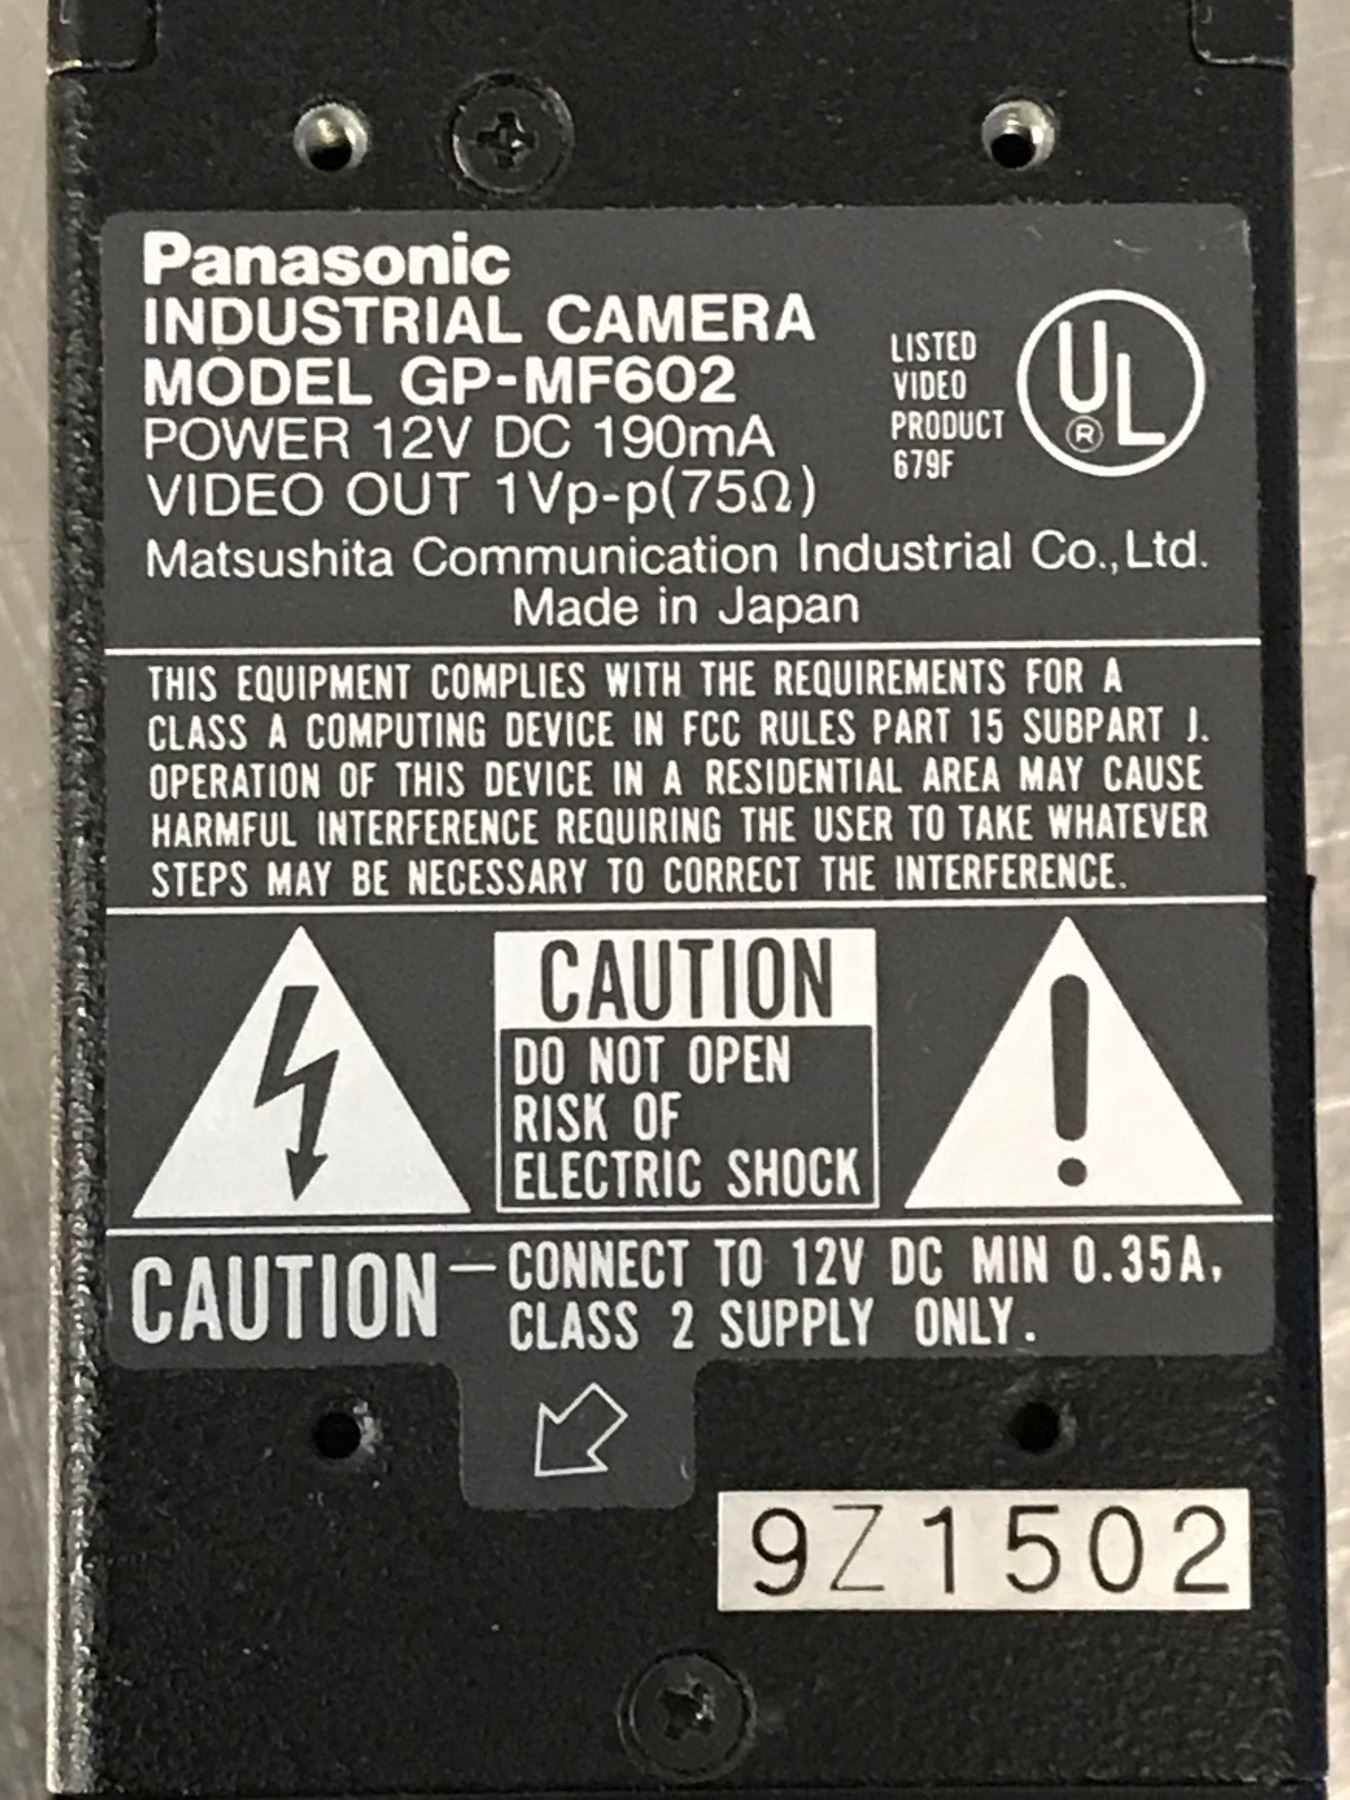 Panasonic
INDUSTRIAL CAMERA
MODEL GP-MF602
POWER 12V DC 190mA
VIDEO OUT 1Vp-p(75Ω)
LISTED
VIDEO
PRODUCT
679F
UL
®
Matsushita Communication Industrial Co., Ltd.
Made in Japan
THIS EQUIPMENT COMPLIES WITH THE REQUIREMENTS FOR A
CLASS A COMPUTING DEVICE IN FCC RULES PART 15 SUBPART J.
OPERATION OF THIS DEVICE IN A RESIDENTIAL AREA MAY CAUSE
HARMFUL INTERFERENCE REQUIRING THE USER TO TAKE WHATEVER
STEPS MAY BE NECESSARY TO CORRECT THE INTERFERENCE.
CAUTION
DO NOT OPEN
RISK OF
ELECTRIC SHOCK
CAUTION — CONNECT TO 12V DC MIN 0.35A,
CLASS 2 SUPPLY ONLY.
9Z1502